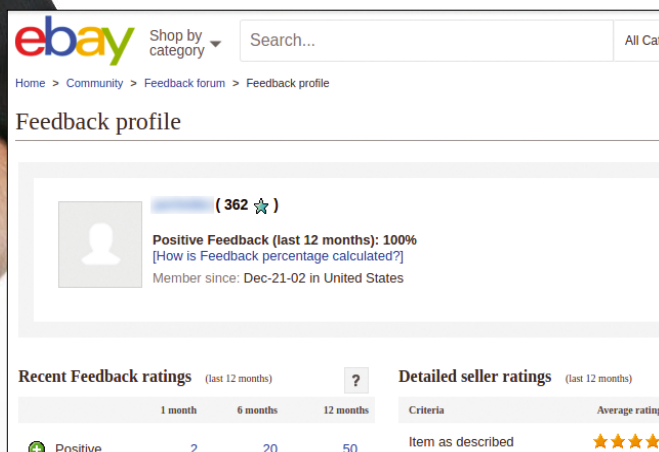 ebay
Shop by
category
Search...
All Cat
Home > Community > Feedback forum > Feedback profile
Feedback profile
( 362 )
Positive Feedback (last 12 months): 100%
[How is Feedback percentage calculated?]
Member since: Dec-21-02 in United States
Recent Feedback ratings (last 12 months) ?
Detailed seller ratings (last 12 months)
1 month 6 months 12 months
Criteria Average rating
Positive 2 20 50
Item as described